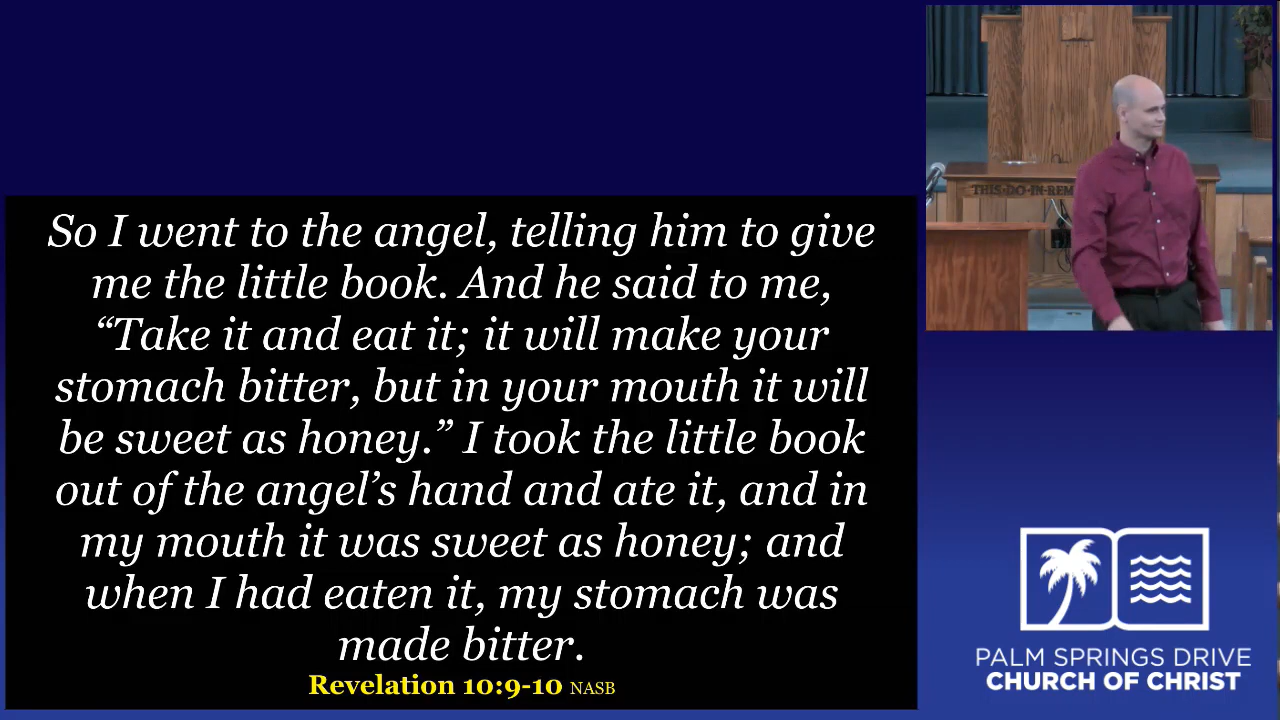 So I went to the angel, telling him to give
me the little book. And he said to me,
“Take it and eat it; it will make your
stomach bitter, but in your mouth it will
be sweet as honey.” I took the little book
out of the angel’s hand and ate it, and in
my mouth it was sweet as honey; and
when I had eaten it, my stomach was
made bitter.
Revelation 10:9-10 NASB
THIS·DO·IN·REM
PALM SPRINGS DRIVE
CHURCH OF CHRIST